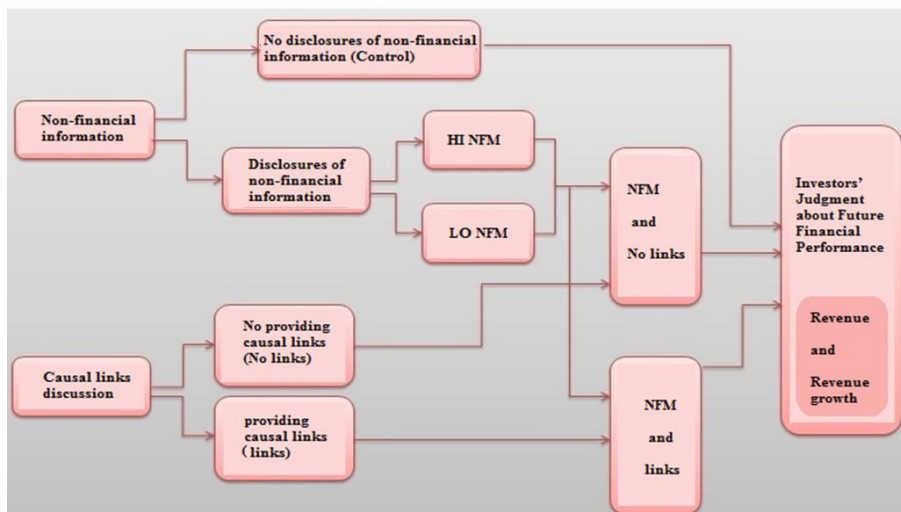 No disclosures of non-financial
information (Control)
Non-financial
information
HI NFM
Disclosures of
non-financial
information
LO NFM
NFM
and
No links
Investors’
Judgment
about Future
Financial
Performance
Revenue
and
Revenue
growth
No providing
causal links
(No links)
Causal links
discussion
providing
causal links
(links)
NFM
and
links